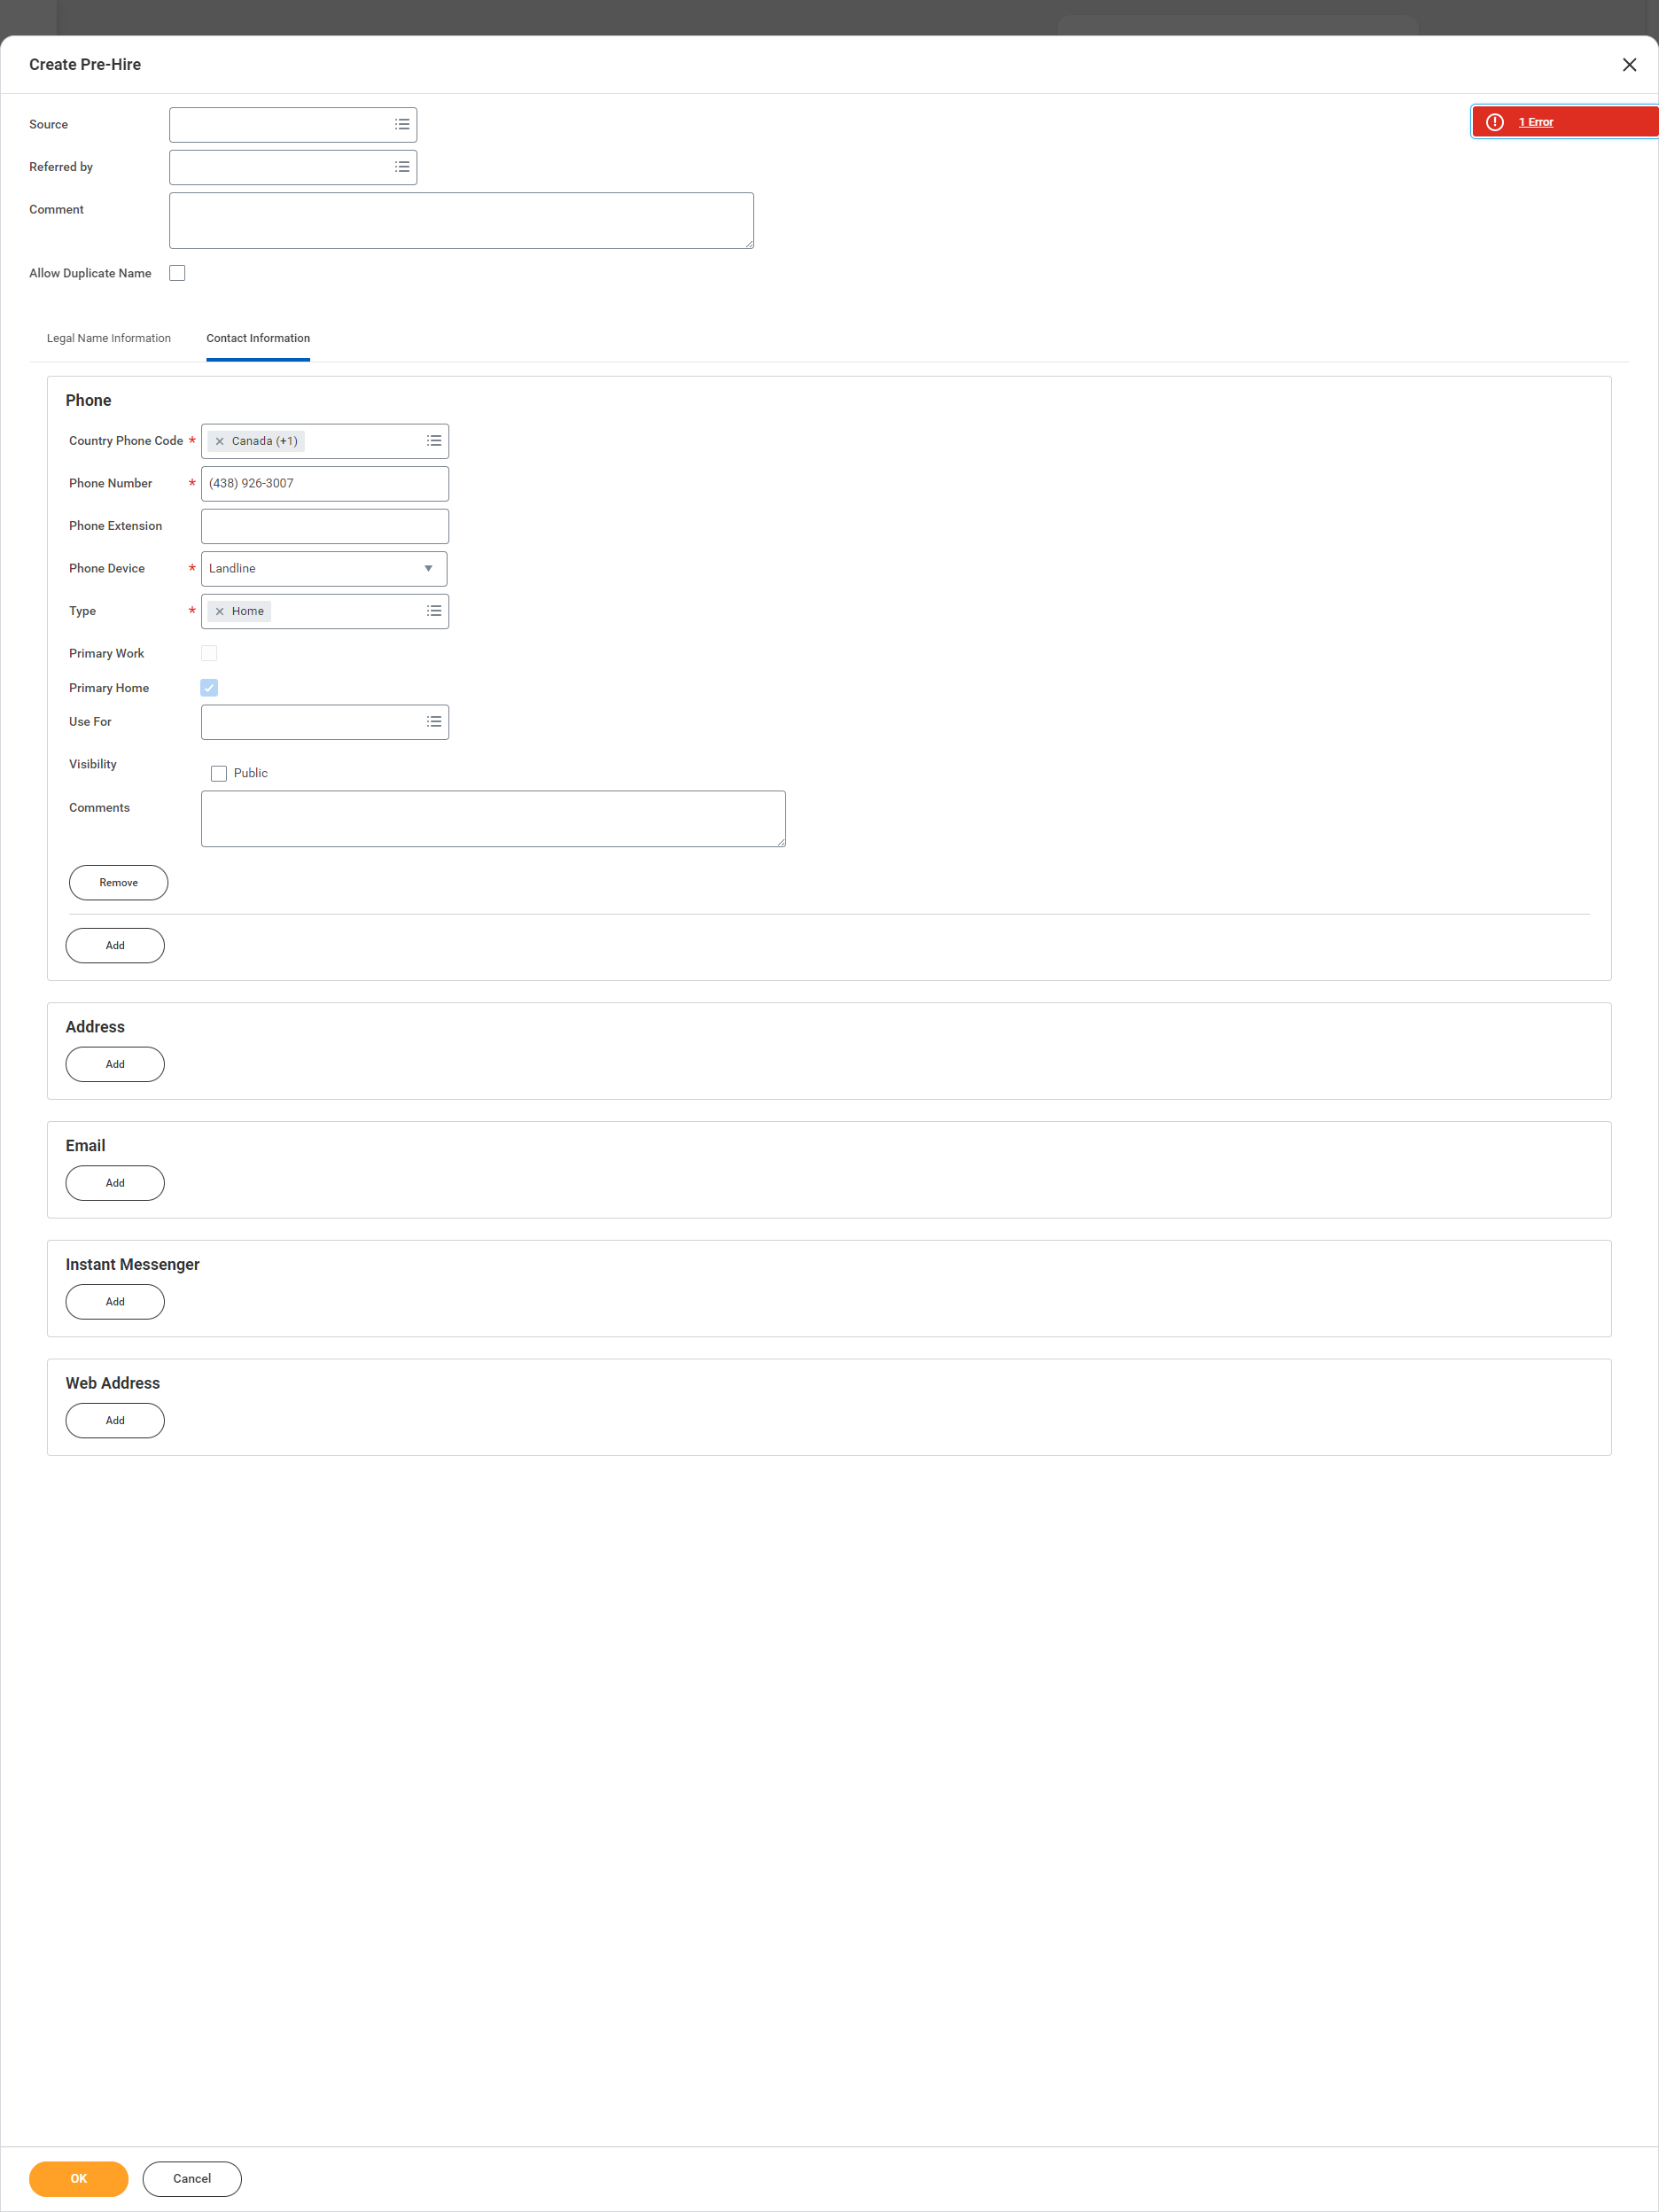 Create Pre-Hire
Source
1 Error
Referred by
Comment
Allow Duplicate Name
Legal Name Information
Contact Information
Phone
Country Phone Code *
Canada (+1)
Phone Number *
(438) 926-3007
Phone Extension
Phone Device *
Landline
Type *
Home
Primary Work
Primary Home
Use For
Visibility
Public
Comments
Remove
Add
Address
Add
Email
Add
Instant Messenger
Add
Web Address
Add
OK
Cancel